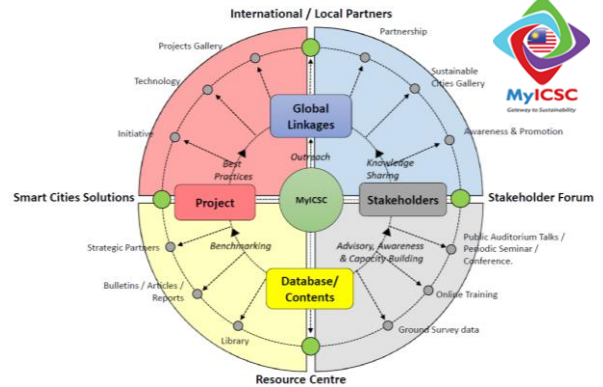 International / Local Partners
MyICSC
Gateway to Sustainability
Projects Gallery
Partnership
Technology
Sustainable
Cities Gallery
Initiative
Awareness & Promotion
Global
Linkages
Best
Practices
Outreach
Knowledge
Sharing
Smart Cities Solutions
Project
MyICSC
Stakeholders
Stakeholder Forum
Strategic Partners
Benchmarking
Advisory, Awareness
& Capacity Building
Public Auditorium Talks /
Periodic Seminar /
Conference.
Bulletins / Articles /
Reports
Database/
Contents
Online Training
Library
Ground Survey data
Resource Centre